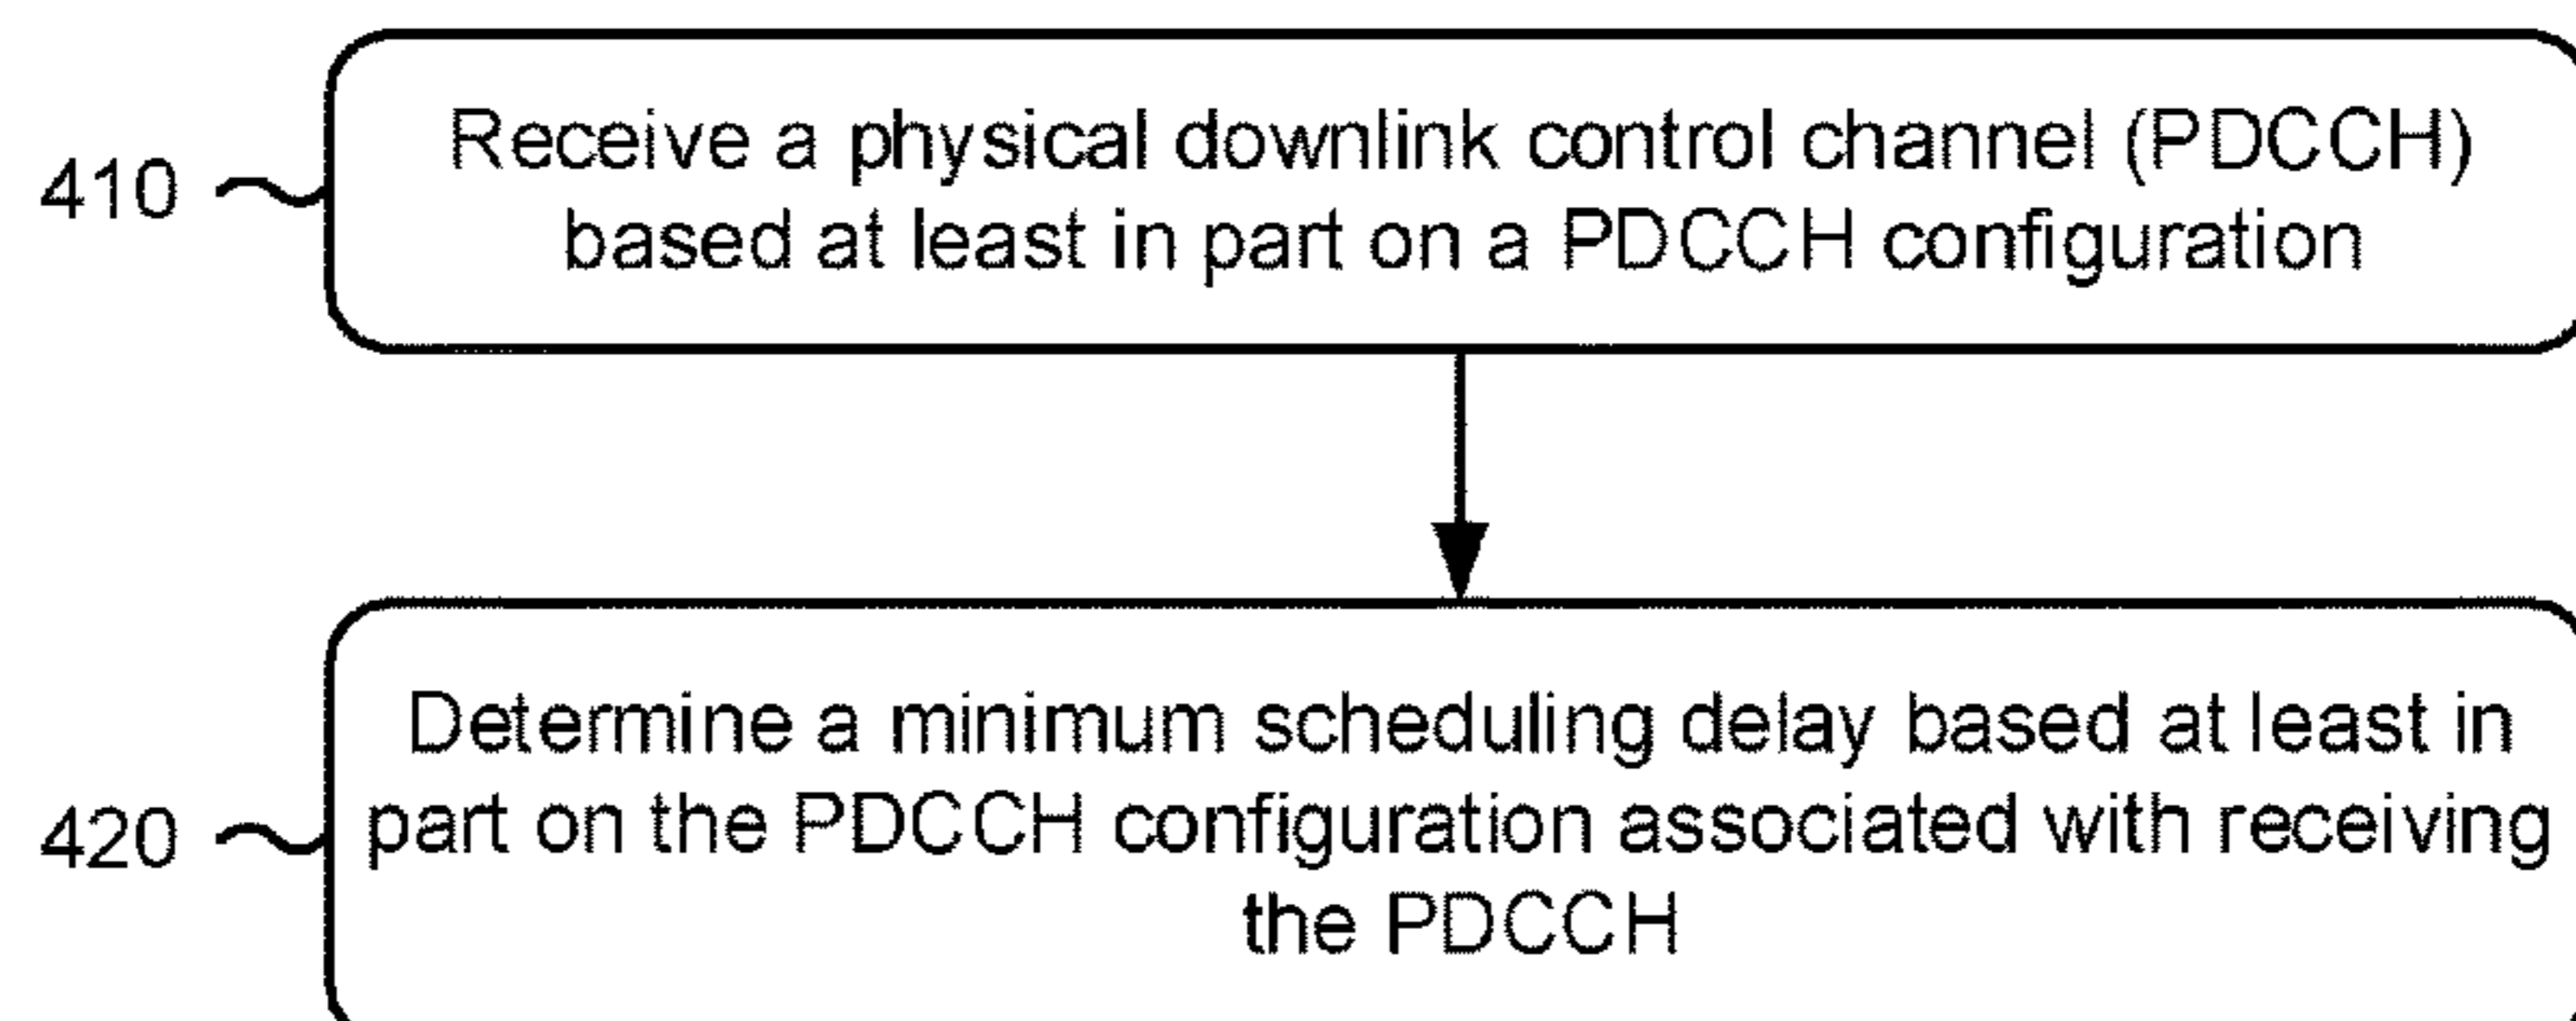 410
Receive a physical downlink control channel (PDCCH)
based at least in part on a PDCCH configuration
420
Determine a minimum scheduling delay based at least in
part on the PDCCH configuration associated with receiving
the PDCCH